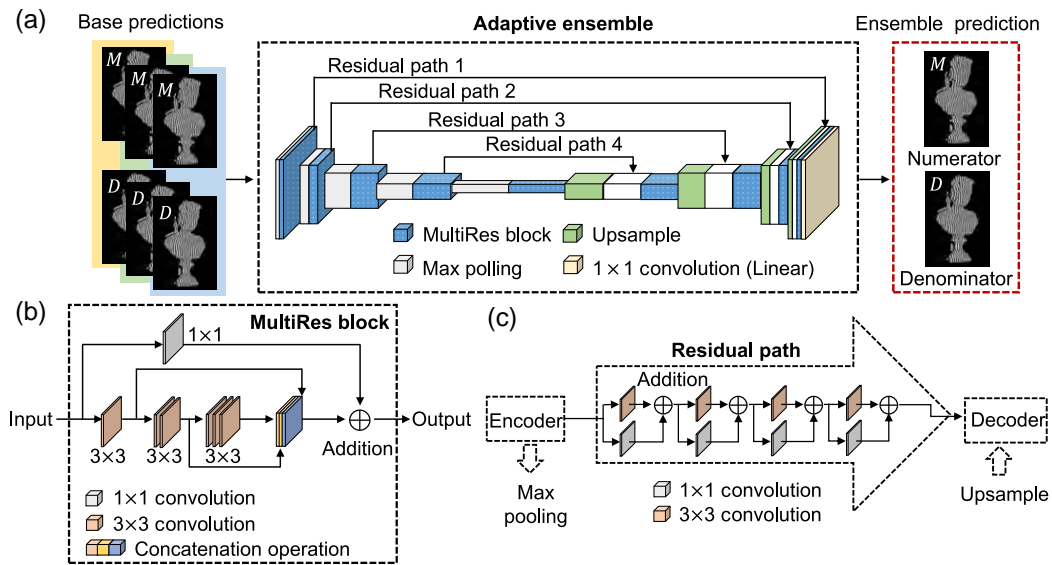 (a)
Base predictions
Adaptive ensemble
Ensemble prediction
M
M
M
D
D
D
Residual path 1
Residual path 2
Residual path 3
Residual path 4
MultiRes block
Upsample
Max polling
1×1 convolution (Linear)
M
Numerator
D
Denominator
(b)
MultiRes block
1×1
Input
3×3
3×3
3×3
Addition
Output
1×1 convolution
3×3 convolution
Concatenation operation
(c)
Residual path
Addition
Encoder
Decoder
Max
pooling
1×1 convolution
3×3 convolution
Upsample